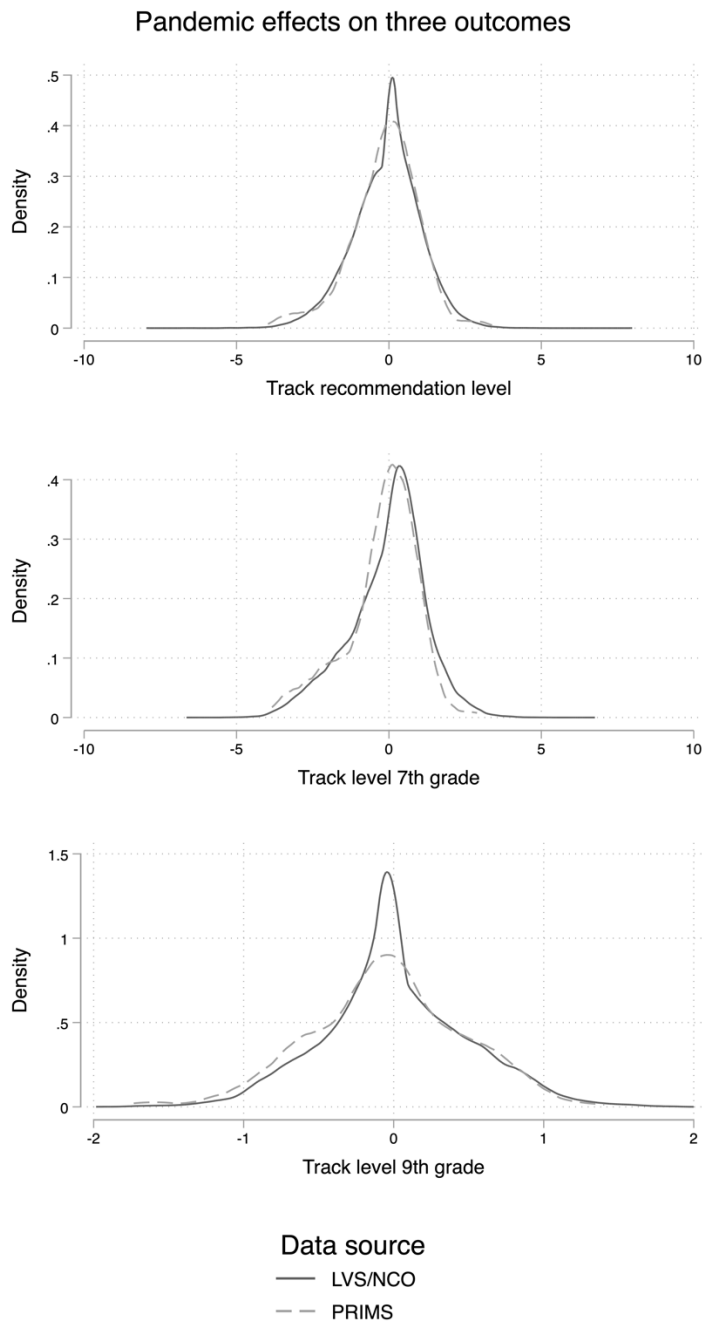 Pandemic effects on three outcomes
.5
.4
.3
.2
.1
0
Density
-10 -5 0 5 10
Track recommendation level
.4
.3
.2
.1
0
Density
-10 -5 0 5 10
Track level 7th grade
1.5
1
.5
0
Density
-2 -1 0 1 2
Track level 9th grade
Data source
LVS/NCO
PRIMS